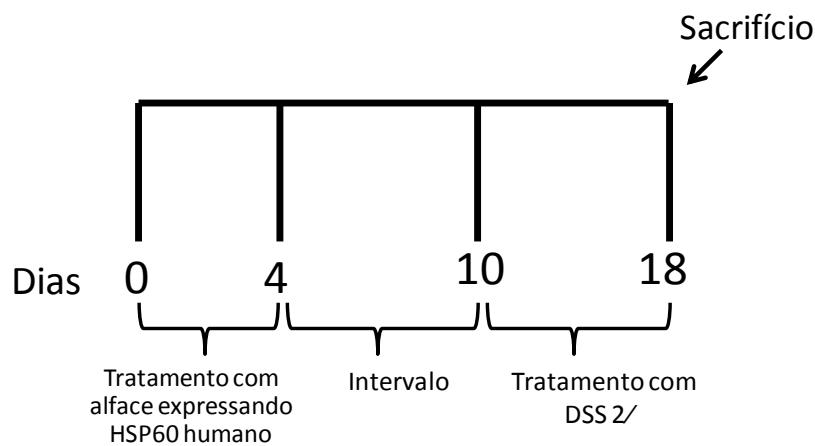 Sacrifício
Dias 0 4 10 18
Tratamento com
alface expressando
HSP60 humano
Intervalo
Tratamento com
DSS 2⁄